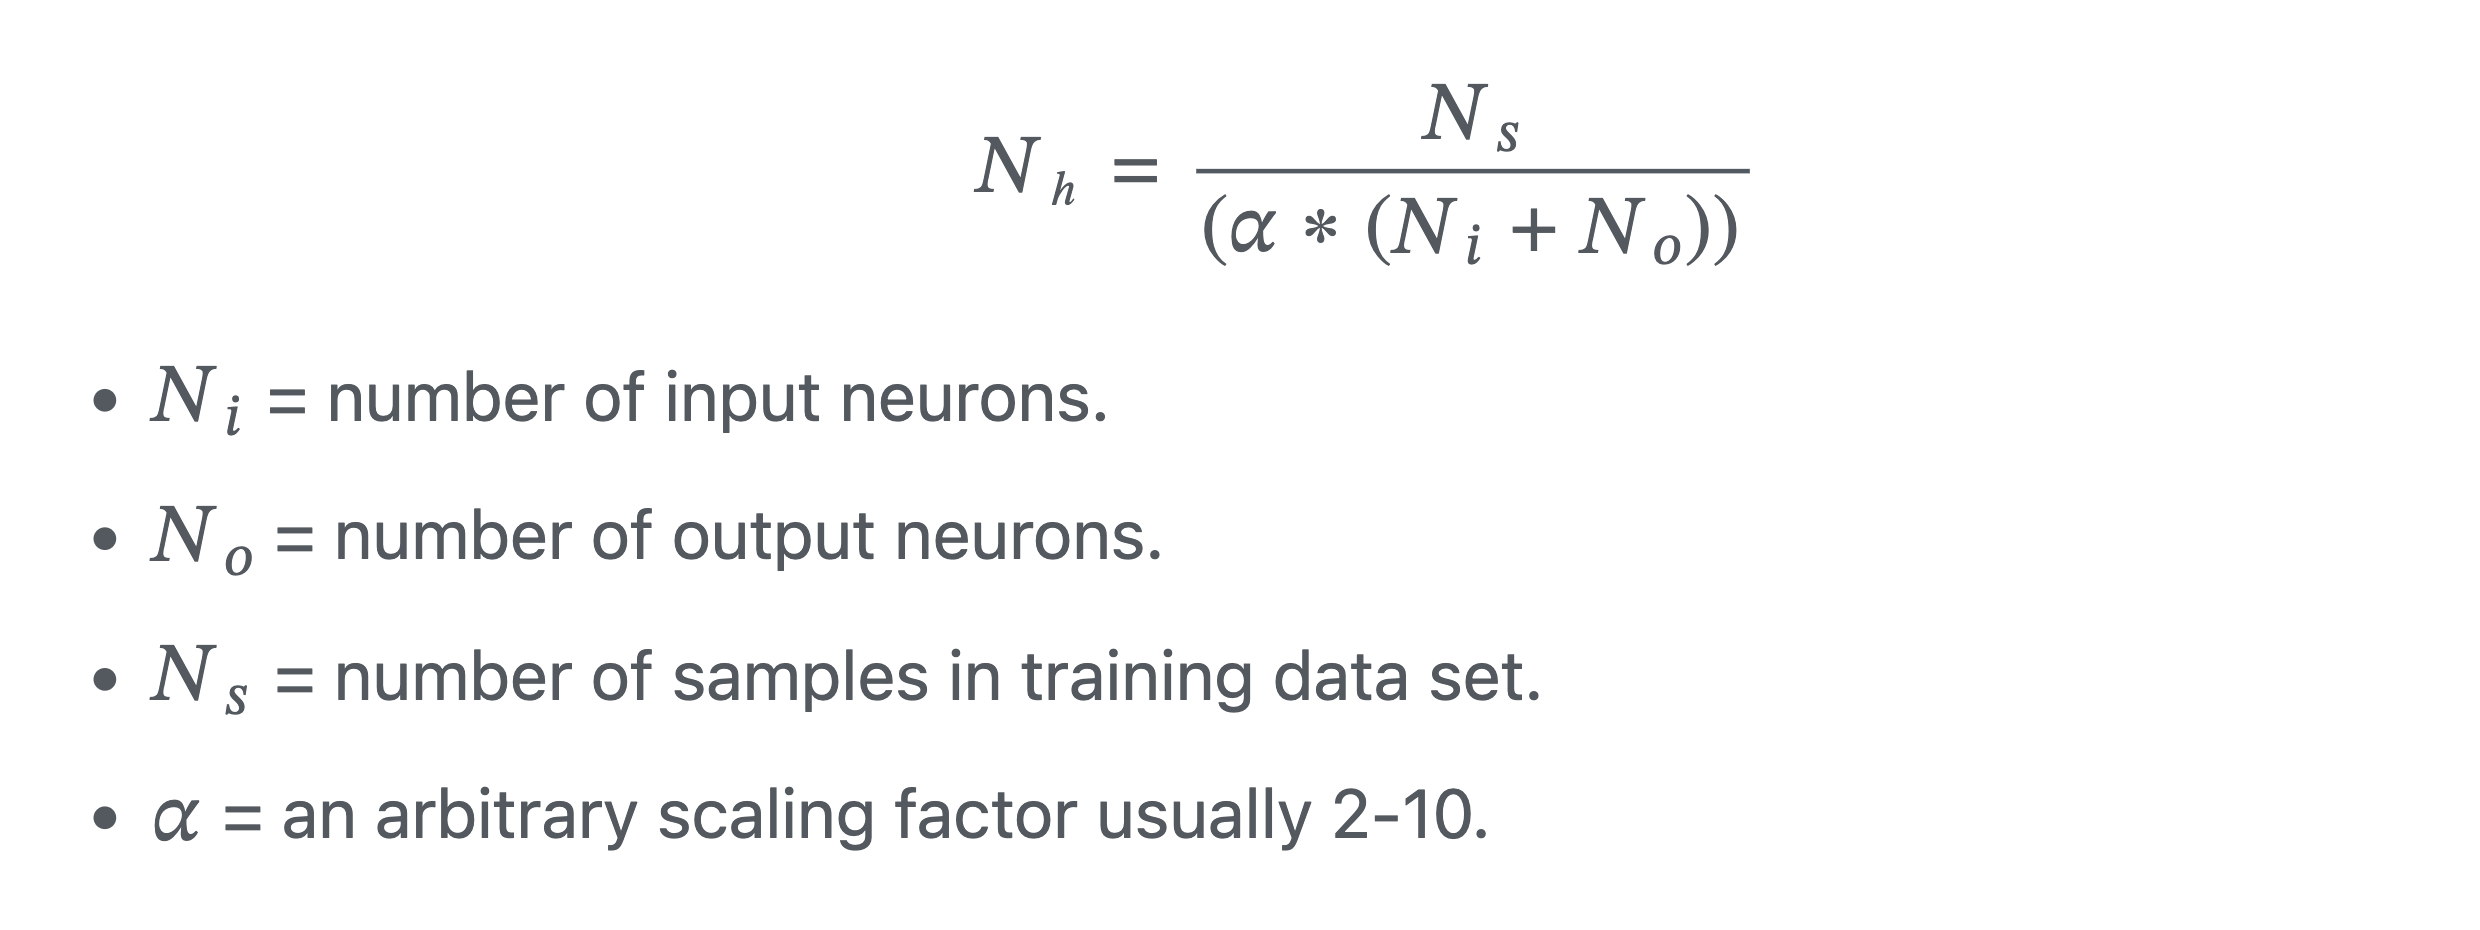 N_h = N_s / (α * (N_i + N_o))
• N_i = number of input neurons.
• N_o = number of output neurons.
• N_s = number of samples in training data set.
• α = an arbitrary scaling factor usually 2-10.